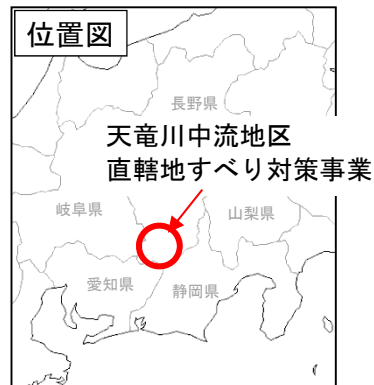 位置図
長野県
天竜川中流地区
直轄地すべり対策事業
岐阜県
山梨県
愛知県
静岡県